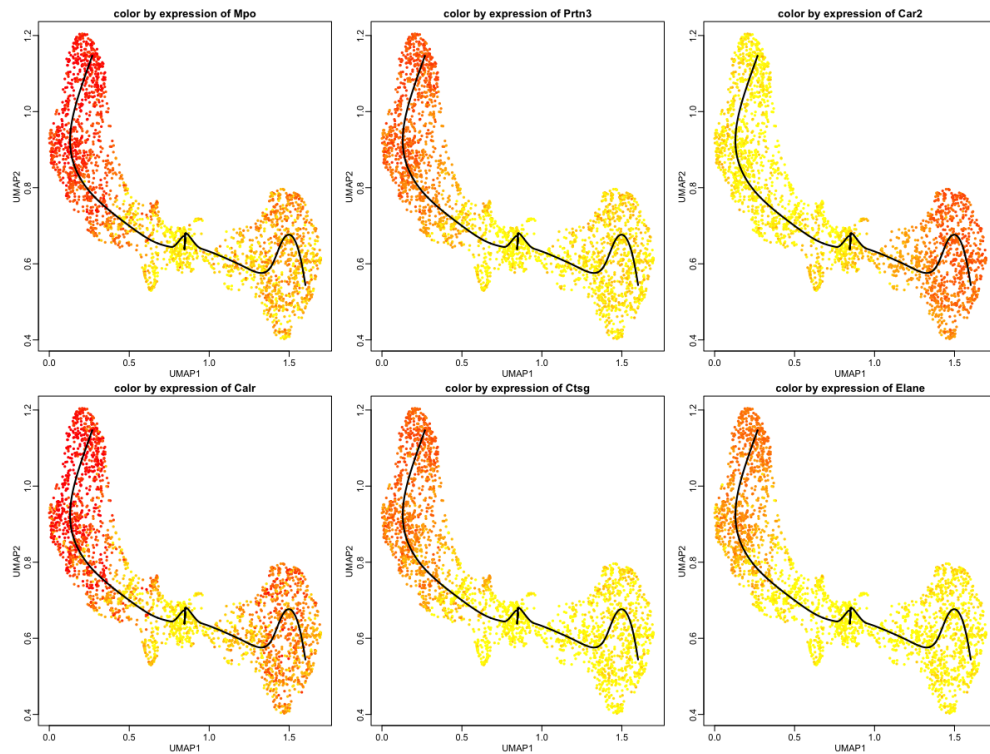 color by expression of Mpo
1.2
1.0
0.8
0.6
0.4
UMAP2
0.0 0.5 1.0 1.5
UMAP1
color by expression of Prtn3
1.2
1.0
0.8
0.6
0.4
UMAP2
0.0 0.5 1.0 1.5
UMAP1
color by expression of Car2
1.2
1.0
0.8
0.6
0.4
UMAP2
0.0 0.5 1.0 1.5
UMAP1
color by expression of Calr
1.2
1.0
0.8
0.6
0.4
UMAP2
0.0 0.5 1.0 1.5
UMAP1
color by expression of Ctsg
1.2
1.0
0.8
0.6
0.4
UMAP2
0.0 0.5 1.0 1.5
UMAP1
color by expression of Elane
1.2
1.0
0.8
0.6
0.4
UMAP2
0.0 0.5 1.0 1.5
UMAP1